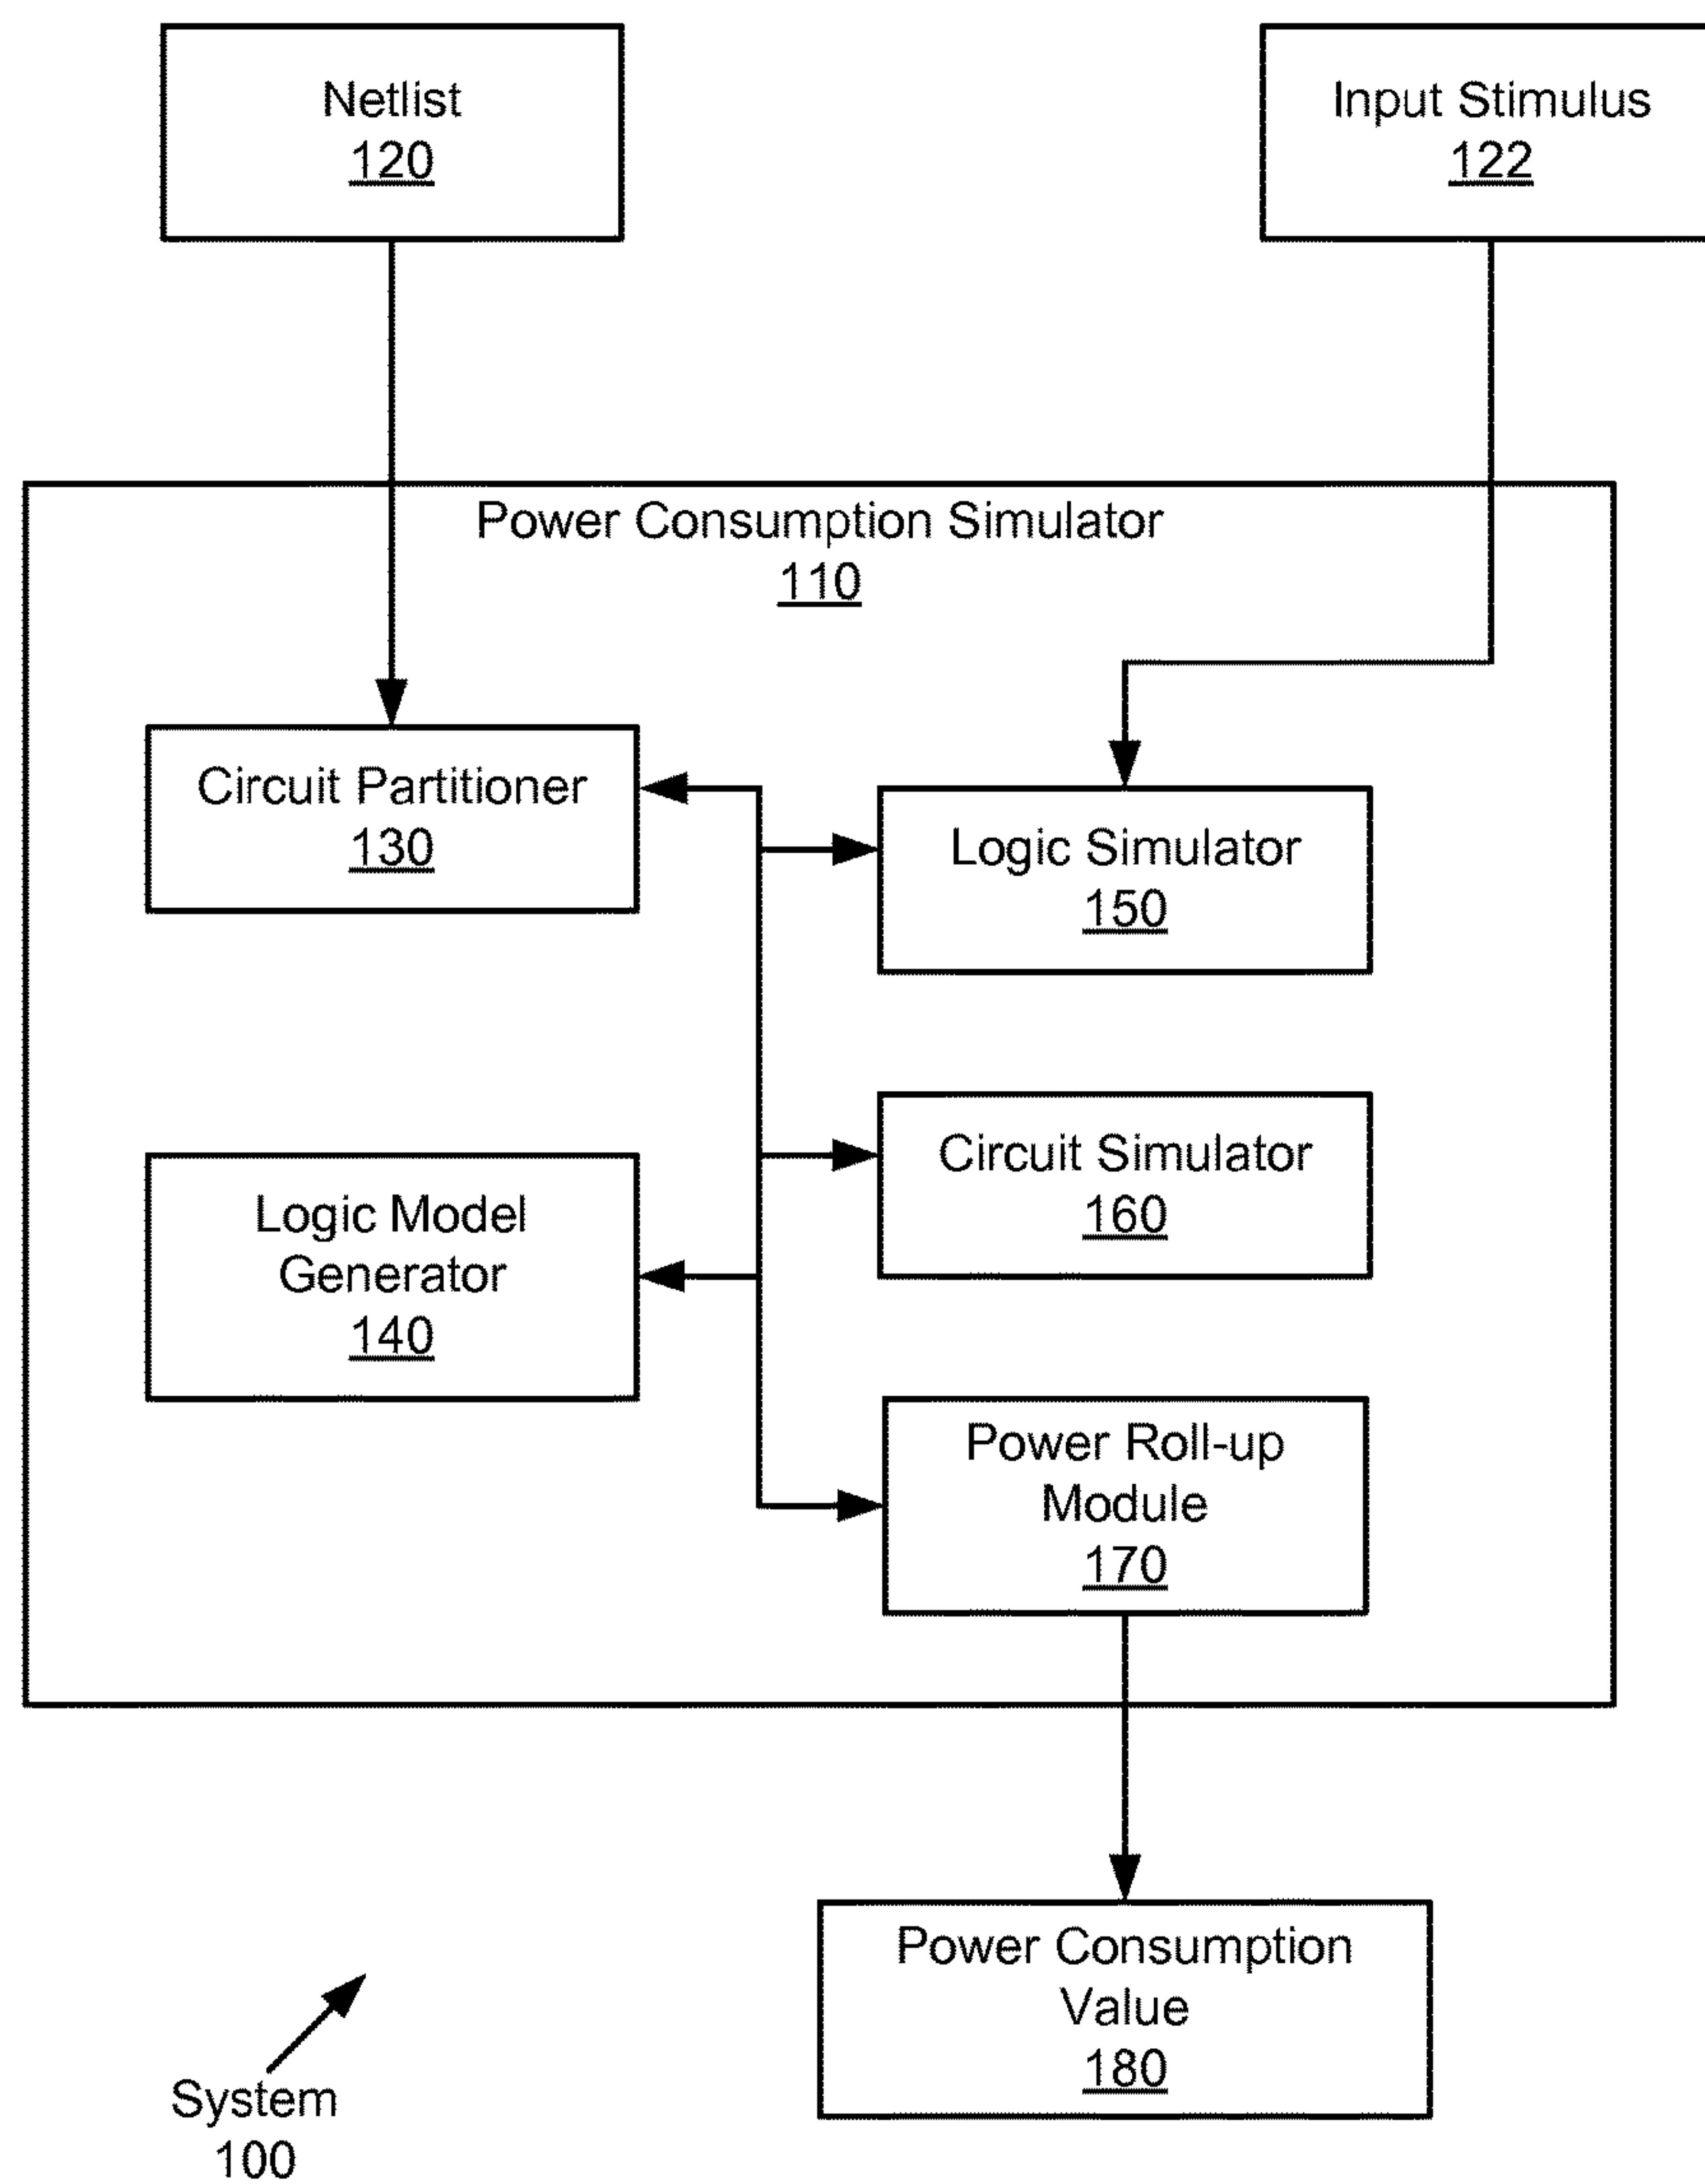 Netlist
120
Input Stimulus
122
Power Consumption Simulator
110
Circuit Partitioner
130
Logic Simulator
150
Circuit Simulator
160
Logic Model
Generator
140
Power Roll-up
Module
170
Power Consumption
Value
180
System
100